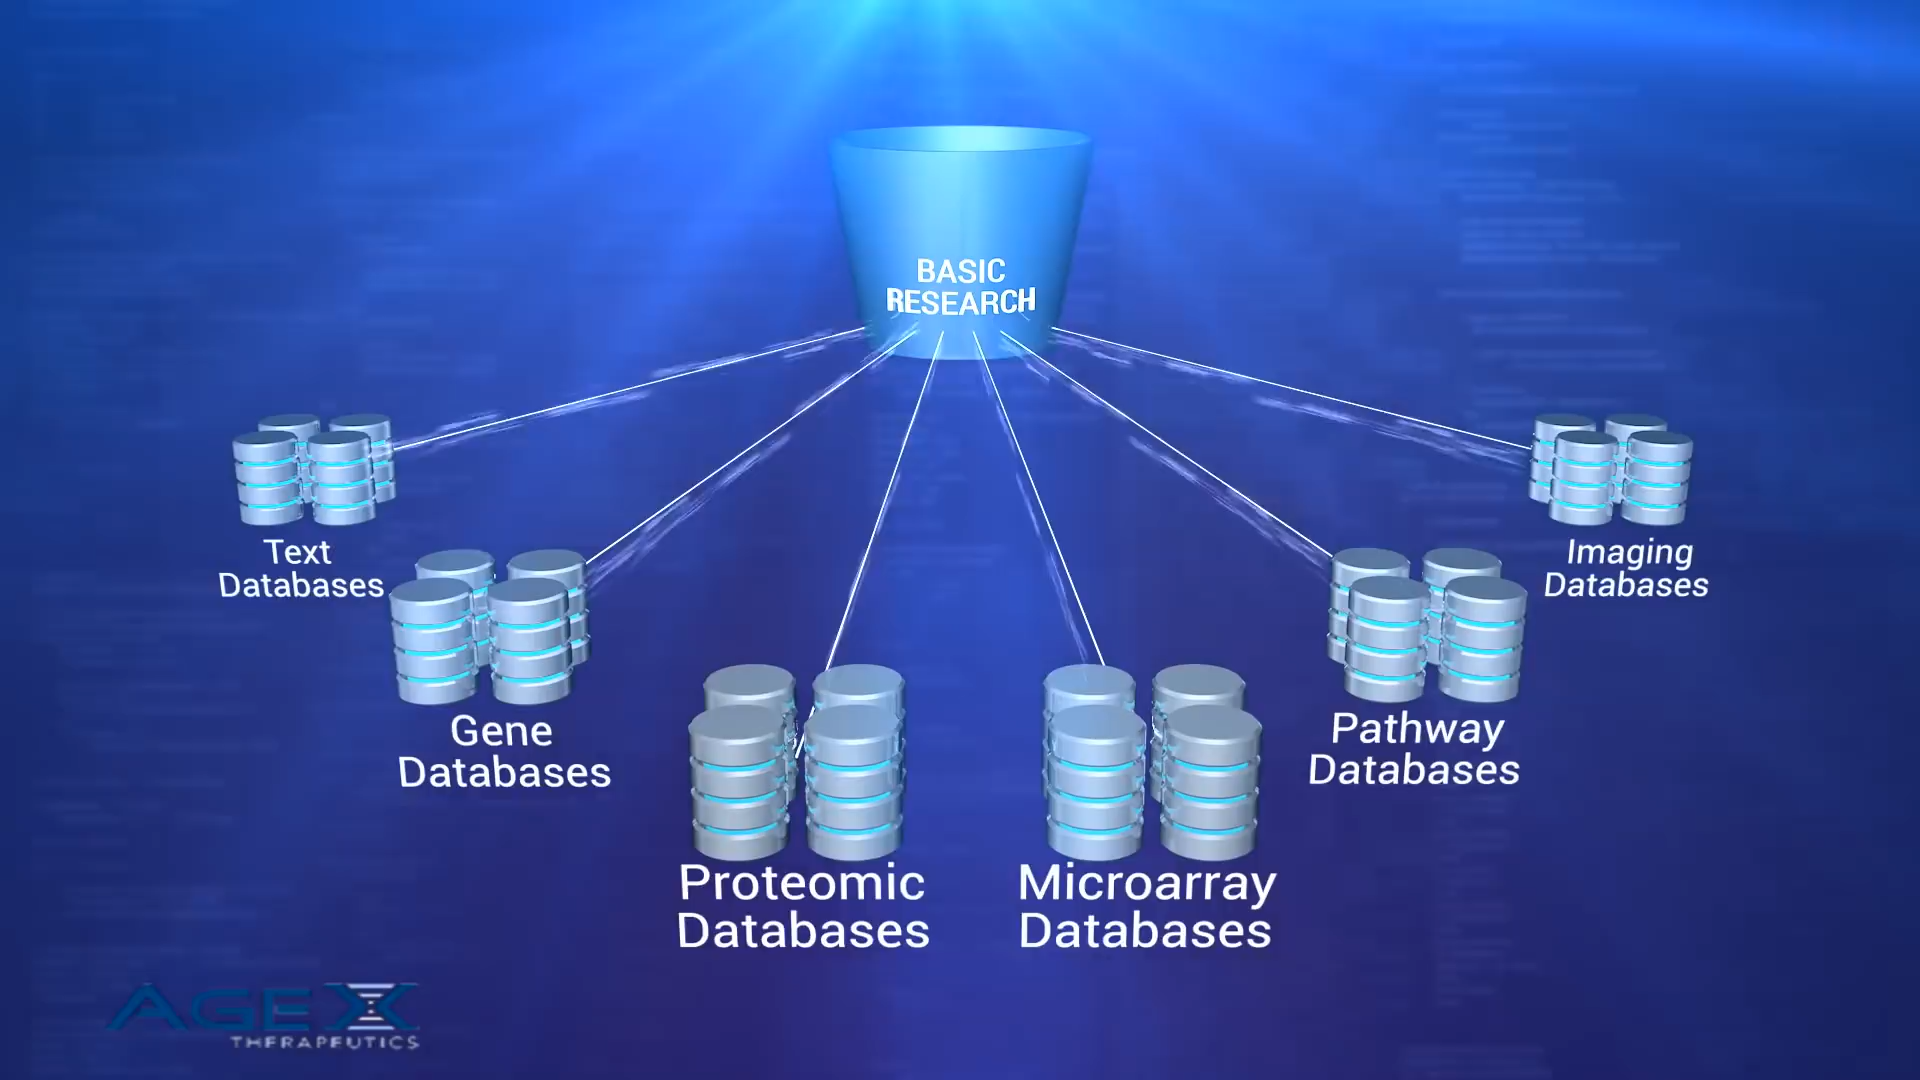 BASIC
RESEARCH
Text
Databases
Imaging
Databases
Gene
Databases
Pathway
Databases
Proteomic
Databases
Microarray
Databases
AGEX
THERAPEUTICS